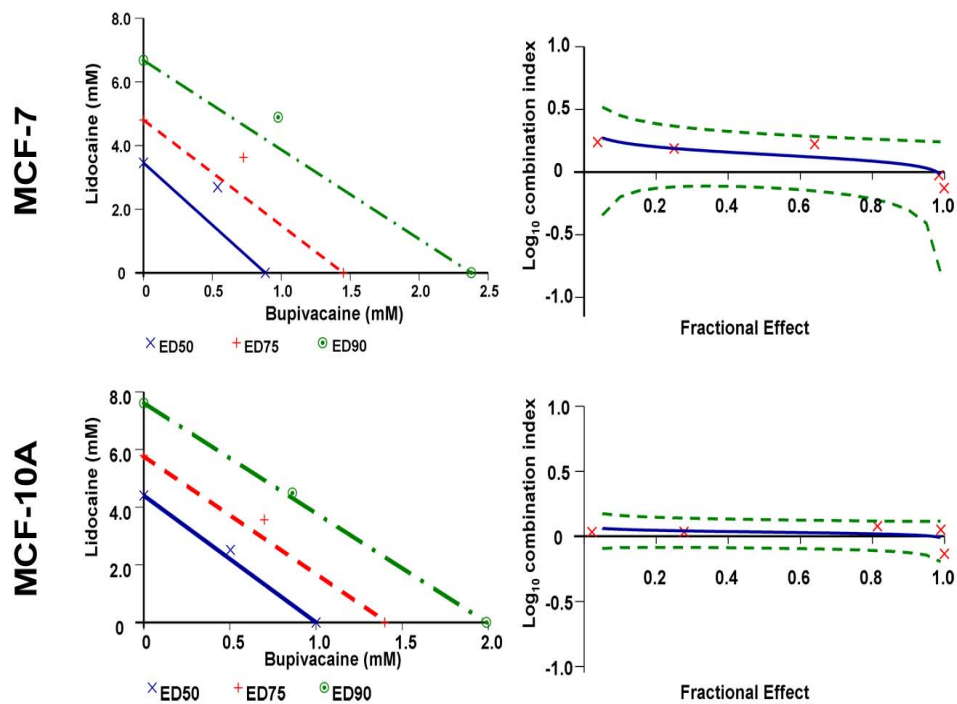 MCF-7
Lidocaine (mM)
8.0
6.0
4.0
2.0
0
0 0.5 1.0 1.5 2.0 2.5
Bupivacaine (mM)
× ED50 + ED75 ED90
Log10 combination index
1.0
0.5
0
-0.5
-1.0
0.2 0.4 0.6 0.8 1.0
Fractional Effect
MCF-10A
Lidocaine (mM)
8.0
6.0
4.0
2.0
0
0 0.5 1.0 1.5 2.0
Bupivacaine (mM)
× ED50 + ED75 ED90
Log10 combination index
1.0
0.5
0
-0.5
-1.0
0.2 0.4 0.6 0.8 1.0
Fractional Effect